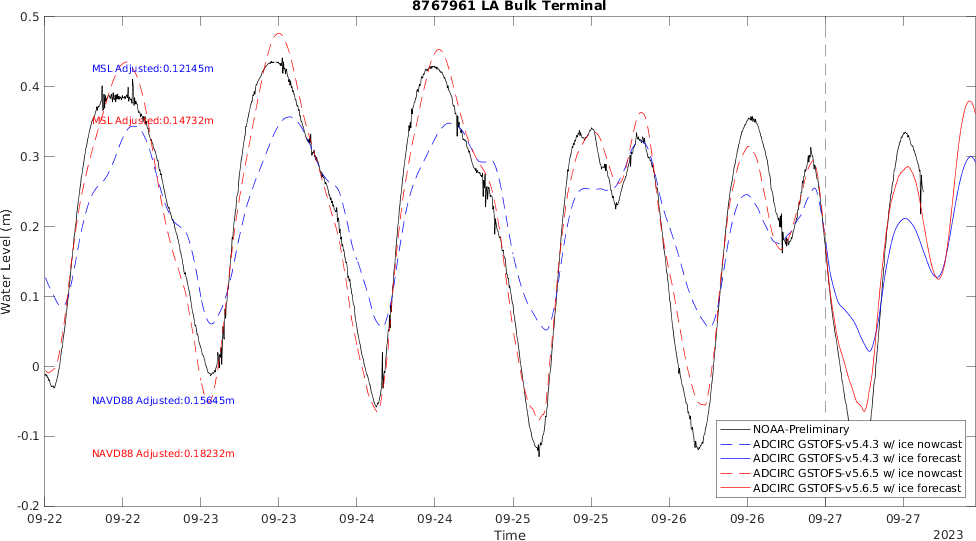 8767961 LA Bulk Terminal
0.5
0.4
0.3
0.2
0.1
0
-0.1
-0.2
Water Level (m)
MSL Adjusted:0.12145m
MSL Adjusted:0.14732m
NAVD88 Adjusted:0.15645m
NAVD88 Adjusted:0.18232m
NOAA-Preliminary
ADCIRC GSTOFS-v5.4.3 w/ ice nowcast
ADCIRC GSTOFS-v5.4.3 w/ ice forecast
ADCIRC GSTOFS-v5.6.5 w/ ice nowcast
ADCIRC GSTOFS-v5.6.5 w/ ice forecast
09-22 09-22 09-23 09-23 09-24 09-24 09-25 09-25 09-26 09-26 09-27 09-27
Time
2023